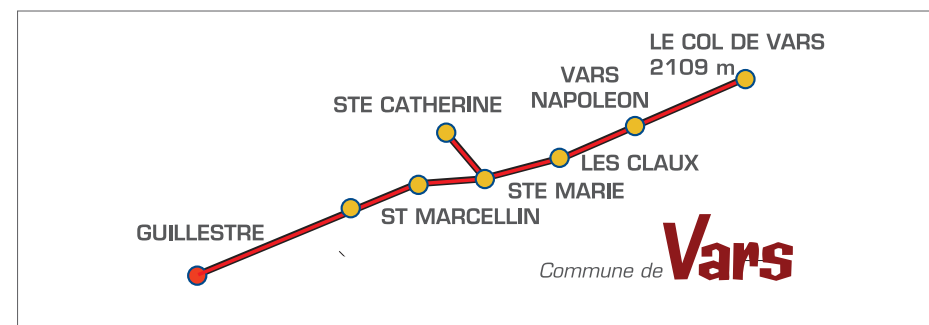 LE COL DE VARS
2109 m
VARS
NAPOLEON
STE CATHERINE
LES CLAUX
STE MARIE
ST MARCELLIN
GUILLESTRE
Commune de Vars